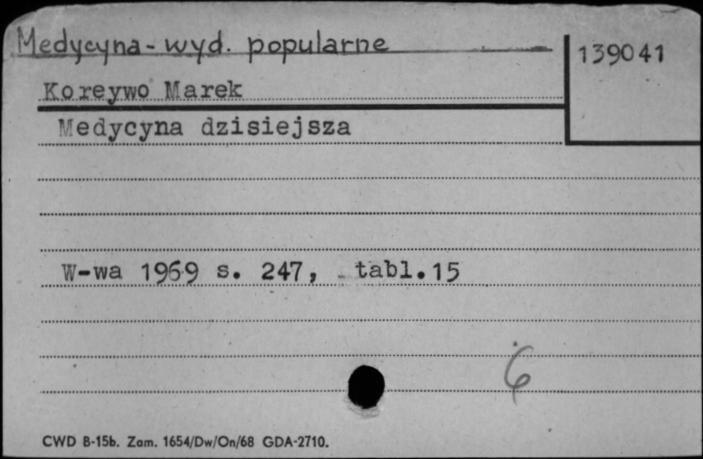 Medycyna - wyd. popularne
139041
Koreywo Marek
Medycyna dzisiejsza
W-wa 1969 s. 247, tabl.15
6
CWD B-15b. Zam. 1654/Dw/On/68 GDA-2710.